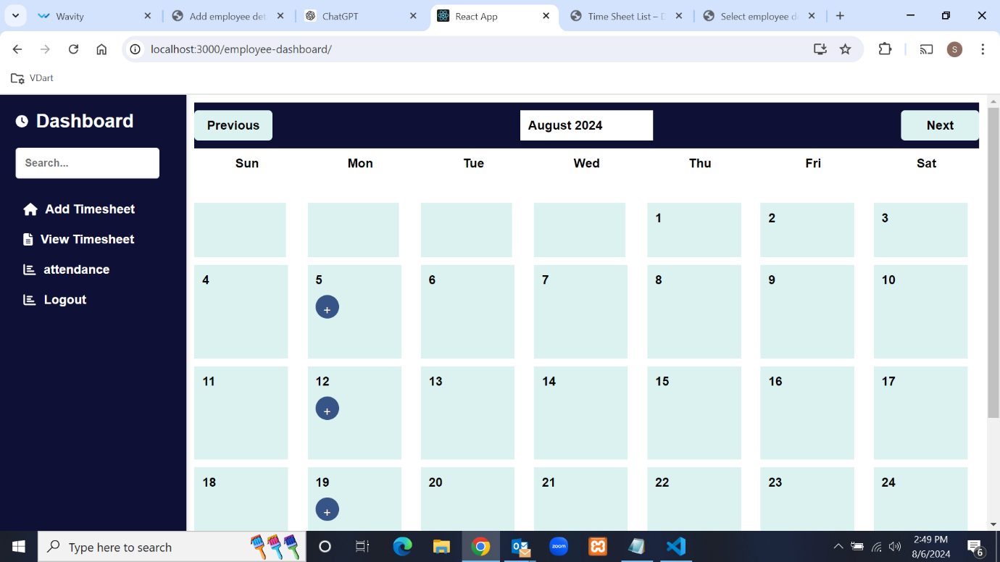 Wavity
Add employee det
ChatGPT
React App
Time Sheet List – D
Select employee d
localhost:3000/employee-dashboard/
S
VDart
Dashboard
Search...
Add Timesheet
View Timesheet
attendance
Logout
Previous
August 2024
Next
Sun Mon Tue Wed Thu Fri Sat
1 2 3
4 5 6 7 8 9 10
+
11 12 13 14 15 16 17
+
18 19 20 21 22 23 24
+
Type here to search
zoom
2:49 PM
8/6/2024
6